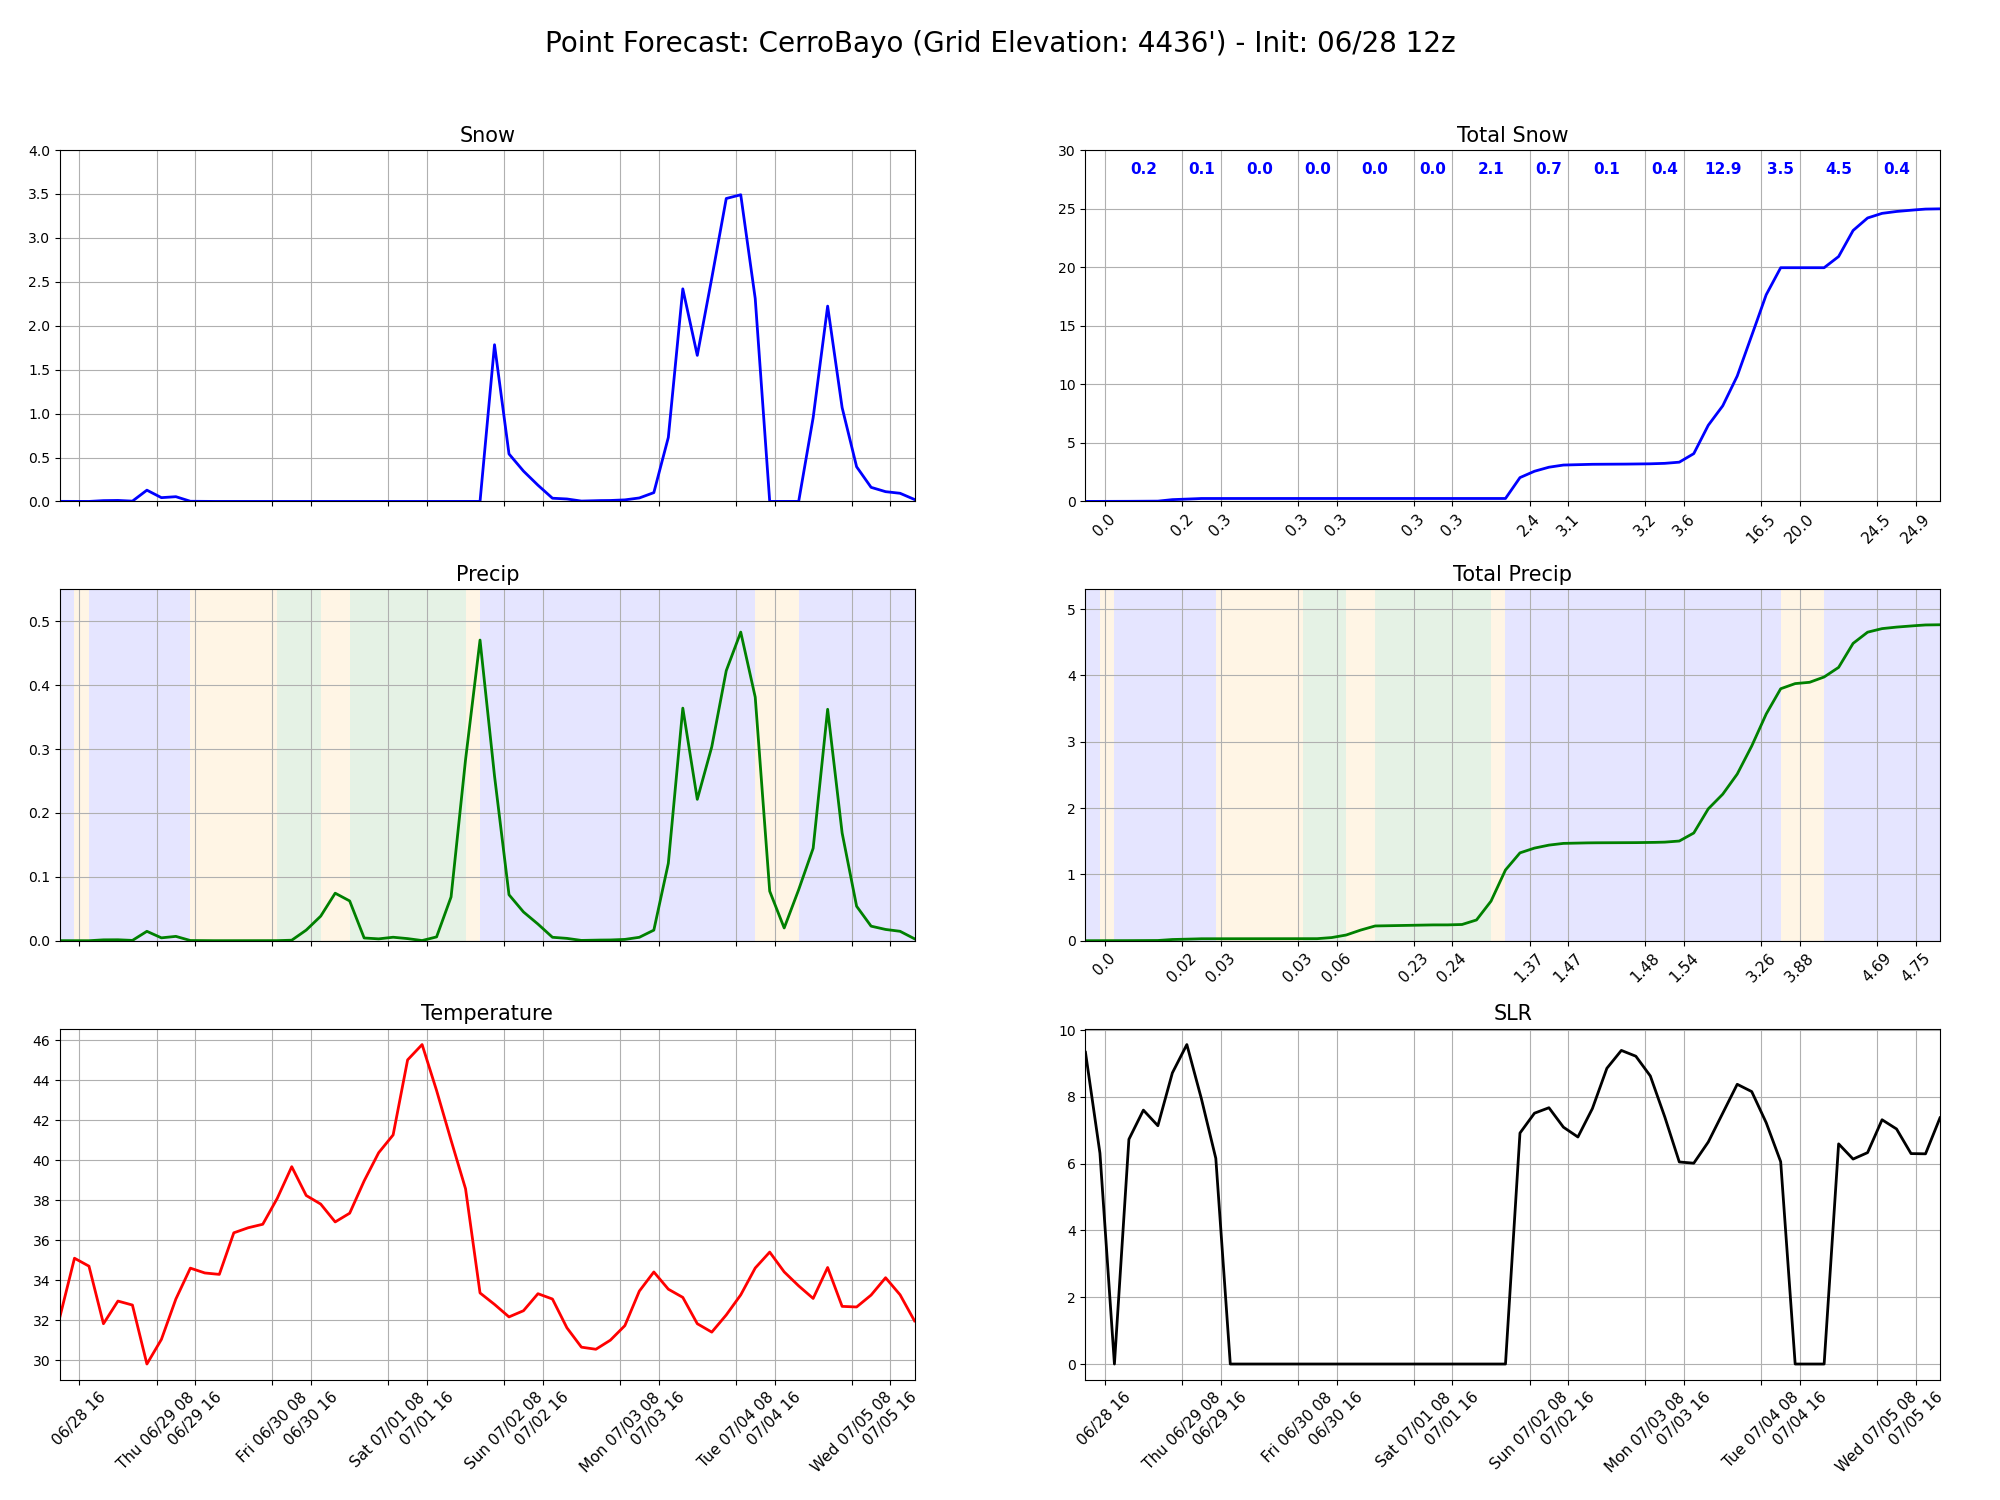 Point Forecast: CerroBayo (Grid Elevation: 4436') - Init: 06/28 12z
Snow
4.0
3.5
3.0
2.5
2.0
1.5
1.0
0.5
0.0
Total Snow
0.2 0.1 0.0 0.0 0.0 0.0 2.1 0.7 0.1 0.4 12.9 3.5 4.5 0.4
30
25
20
15
10
5
0
0.0 0.2 0.3 0.3 0.3 0.3 0.3 2.4 3.1 3.2 3.6 16.5 20.0 24.5 24.9
Precip
0.5
0.4
0.3
0.2
0.1
0.0
Total Precip
5
4
3
2
1
0
0.0 0.02 0.03 0.03 0.06 0.23 0.24 1.37 1.47 1.48 1.54 3.26 3.88 4.69 4.75
Temperature
46
44
42
40
38
36
34
32
30
06/28 16
Thu 06/29 08
06/29 16
Fri 06/30 08
06/30 16
Sat 07/01 08
07/01 16
Sun 07/02 08
07/02 16
Mon 07/03 08
07/03 16
Tue 07/04 08
07/04 16
Wed 07/05 08
07/05 16
SLR
10
8
6
4
2
0
06/28 16
Thu 06/29 08
06/29 16
Fri 06/30 08
06/30 16
Sat 07/01 08
07/01 16
Sun 07/02 08
07/02 16
Mon 07/03 08
07/03 16
Tue 07/04 08
07/04 16
Wed 07/05 08
07/05 16